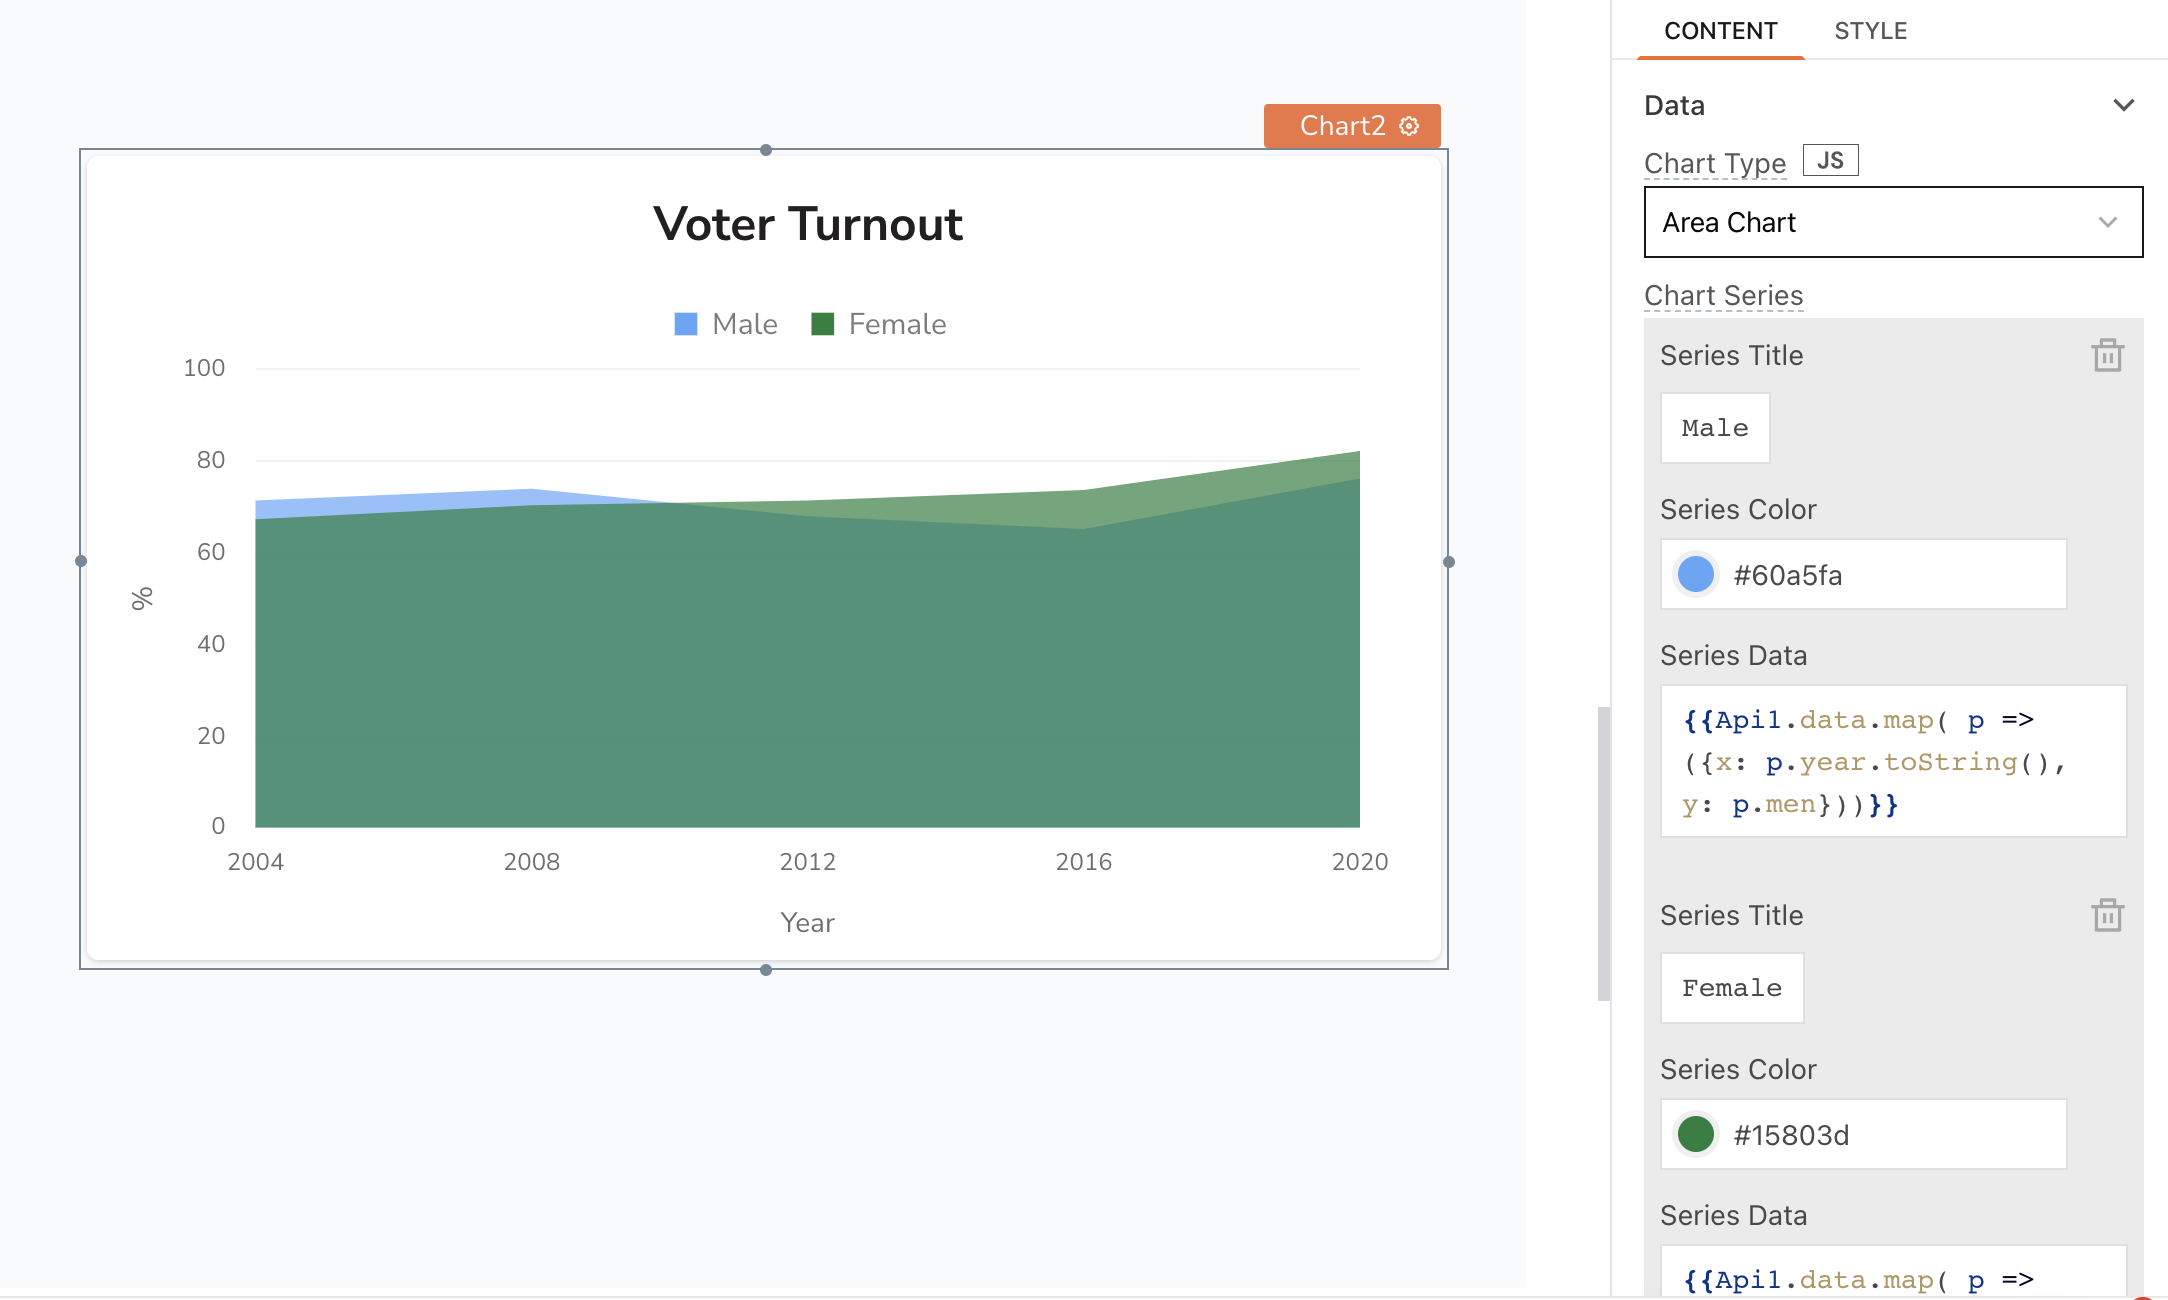 Chart2
Voter Turnout
Male Female
100
80
60
40
20
0
%
2004 2008 2012 2016 2020
Year
CONTENT STYLE
Data
Chart Type JS
Area Chart
Chart Series
Series Title
Male
Series Color
#60a5fa
Series Data
{{Api1.data.map( p =>
({x: p.year.toString(),
y: p.men}))}}
Series Title
Female
Series Color
#15803d
Series Data
{{Api1.data.map( p =>